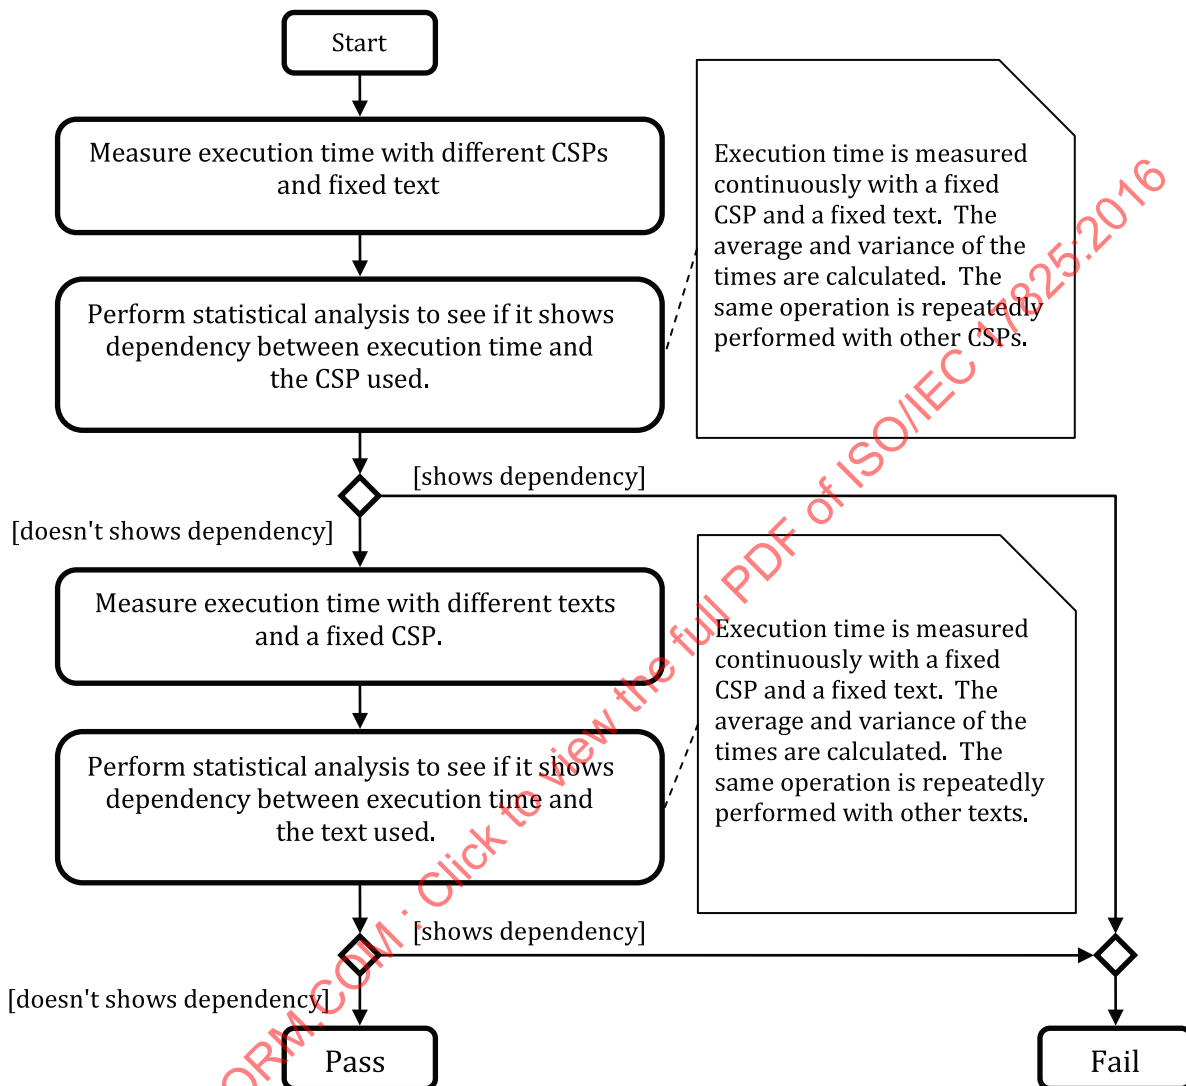 Start
Measure execution time with different CSPs
and fixed text
Execution time is measured
continuously with a fixed
CSP and a fixed text.  The
average and variance of the
times are calculated.  The
same operation is repeatedly
performed with other CSPs.
Perform statistical analysis to see if it shows
dependency between execution time and
the CSP used.
[shows dependency]
[doesn't shows dependency]
Measure execution time with different texts
and a fixed CSP.
Execution time is measured
continuously with a fixed
CSP and a fixed text.  The
average and variance of the
times are calculated.  The
same operation is repeatedly
performed with other texts.
Perform statistical analysis to see if it shows
dependency between execution time and
the text used.
[shows dependency]
[doesn't shows dependency]
Pass
Fail
ORM.COM : Click to view the full PDF of ISO/IEC 17825:2016